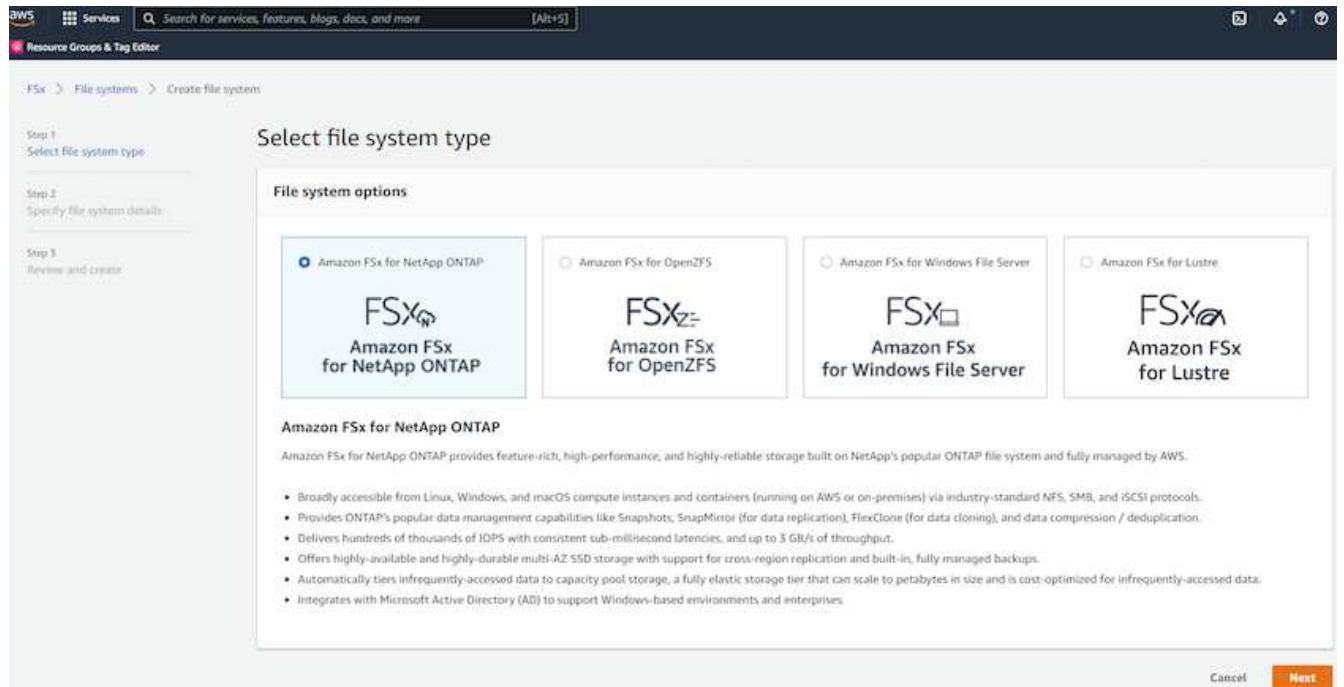 aws
Services
Search for services, features, blogs, docs, and more
[Alt+S]
Resource Groups & Tag Editor
FSx > File systems > Create file system
Step 1
Select file system type
Step 2
Specify file system details
Step 3
Review and create
Select file system type
File system options
Amazon FSx for NetApp ONTAP
FSx N
Amazon FSx
for NetApp ONTAP
Amazon FSx for OpenZFS
FSx Z
Amazon FSx
for OpenZFS
Amazon FSx for Windows File Server
FSx
Amazon FSx
for Windows File Server
Amazon FSx for Lustre
FSx
Amazon FSx
for Lustre
Amazon FSx for NetApp ONTAP
Amazon FSx for NetApp ONTAP provides feature-rich, high-performance, and highly-reliable storage built on NetApp's popular ONTAP file system and fully managed by AWS.
• Broadly accessible from Linux, Windows, and macOS compute instances and containers (running on AWS or on-premises) via industry-standard NFS, SMB, and iSCSI protocols.
• Provides ONTAP's popular data management capabilities like Snapshots, SnapMirror (for data replication), FlexClone (for data cloning), and data compression / deduplication.
• Delivers hundreds of thousands of IOPS with consistent sub-millisecond latencies, and up to 3 GB/s of throughput.
• Offers highly-available and highly-durable multi-AZ SSD storage with support for cross-region replication and built-in, fully managed backups.
• Automatically tiers infrequently-accessed data to capacity pool storage, a fully elastic storage tier that can scale to petabytes in size and is cost-optimized for infrequently-accessed data.
• Integrates with Microsoft Active Directory (AD) to support Windows-based environments and enterprises.
Cancel
Next